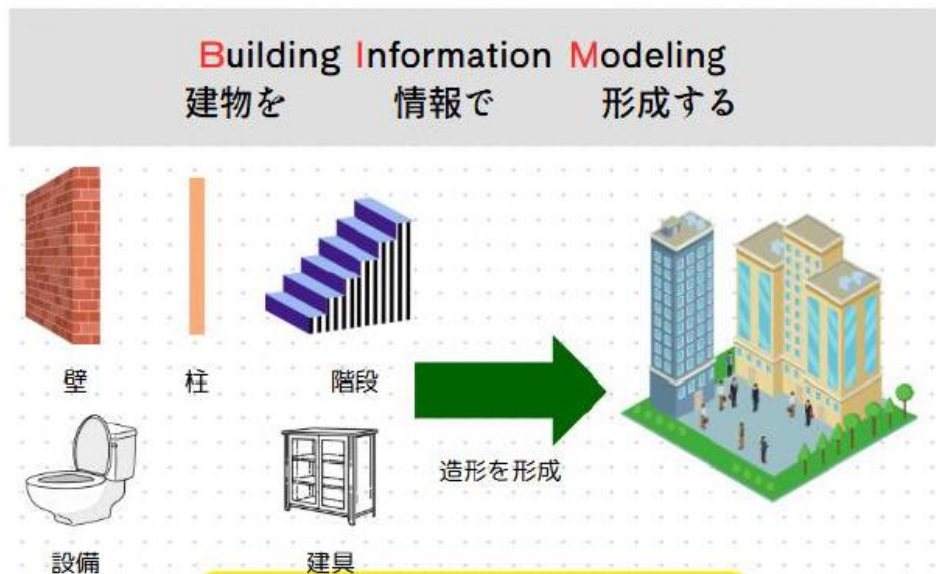 Building Information Modeling
建物を 情報で 形成する
壁 柱 階段
造形を形成
設備 建具